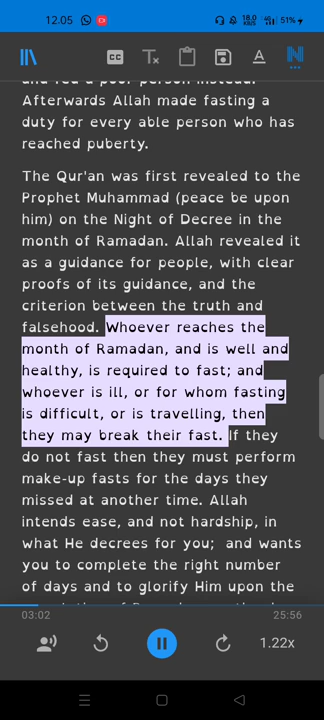 12.05
18.0
KB/S
4G
51%
CC
A
N
and fed a poor person instead.
Afterwards Allah made fasting a
duty for every able person who has
reached puberty.
The Qur'an was first revealed to the
Prophet Muhammad (peace be upon
him) on the Night of Decree in the
month of Ramadan. Allah revealed it
as a guidance for people, with clear
proofs of its guidance, and the
criterion between the truth and
falsehood. Whoever reaches the
month of Ramadan, and is well and
healthy, is required to fast; and
whoever is ill, or for whom fasting
is difficult, or is travelling, then
they may break their fast. If they
do not fast then they must perform
make-up fasts for the days they
missed at another time. Allah
intends ease, and not hardship, in
what He decrees for you; and wants
you to complete the right number
of days and to glorify Him upon the
03:02
25:56
1.22x